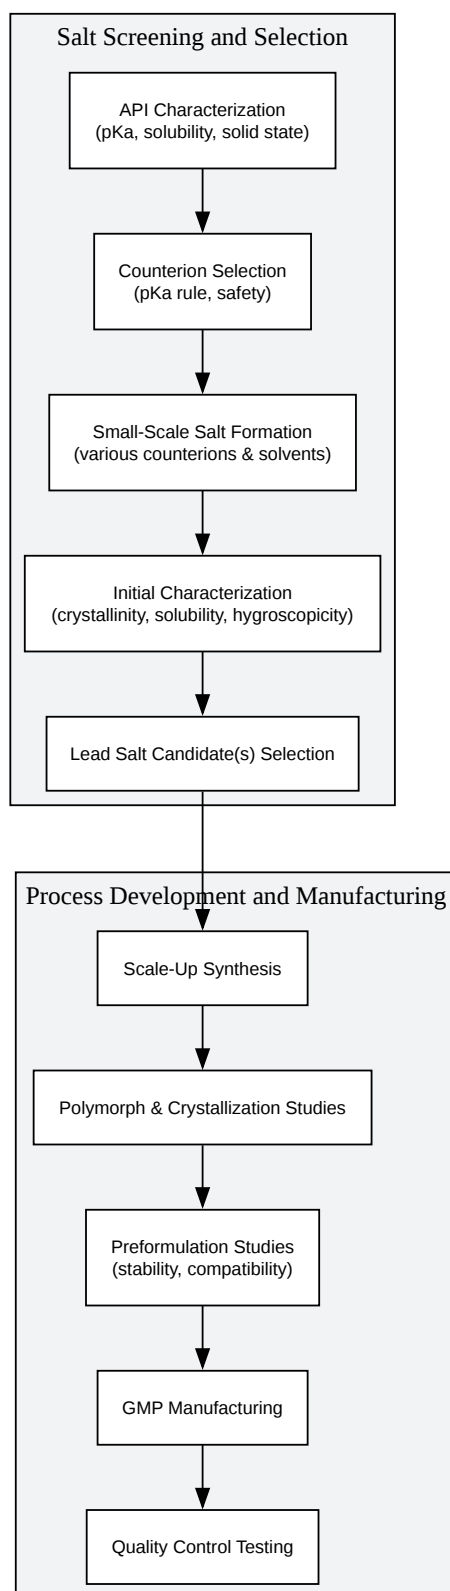 Salt Screening and Selection
API Characterization
(pKa, solubility, solid state)
Counterion Selection
(pKa rule, safety)
Small-Scale Salt Formation
(various counterions & solvents)
Initial Characterization
(crystallinity, solubility, hygroscopicity)
Lead Salt Candidate(s) Selection
Process Development and Manufacturing
Scale-Up Synthesis
Polymorph & Crystallization Studies
Preformulation Studies
(stability, compatibility)
GMP Manufacturing
Quality Control Testing